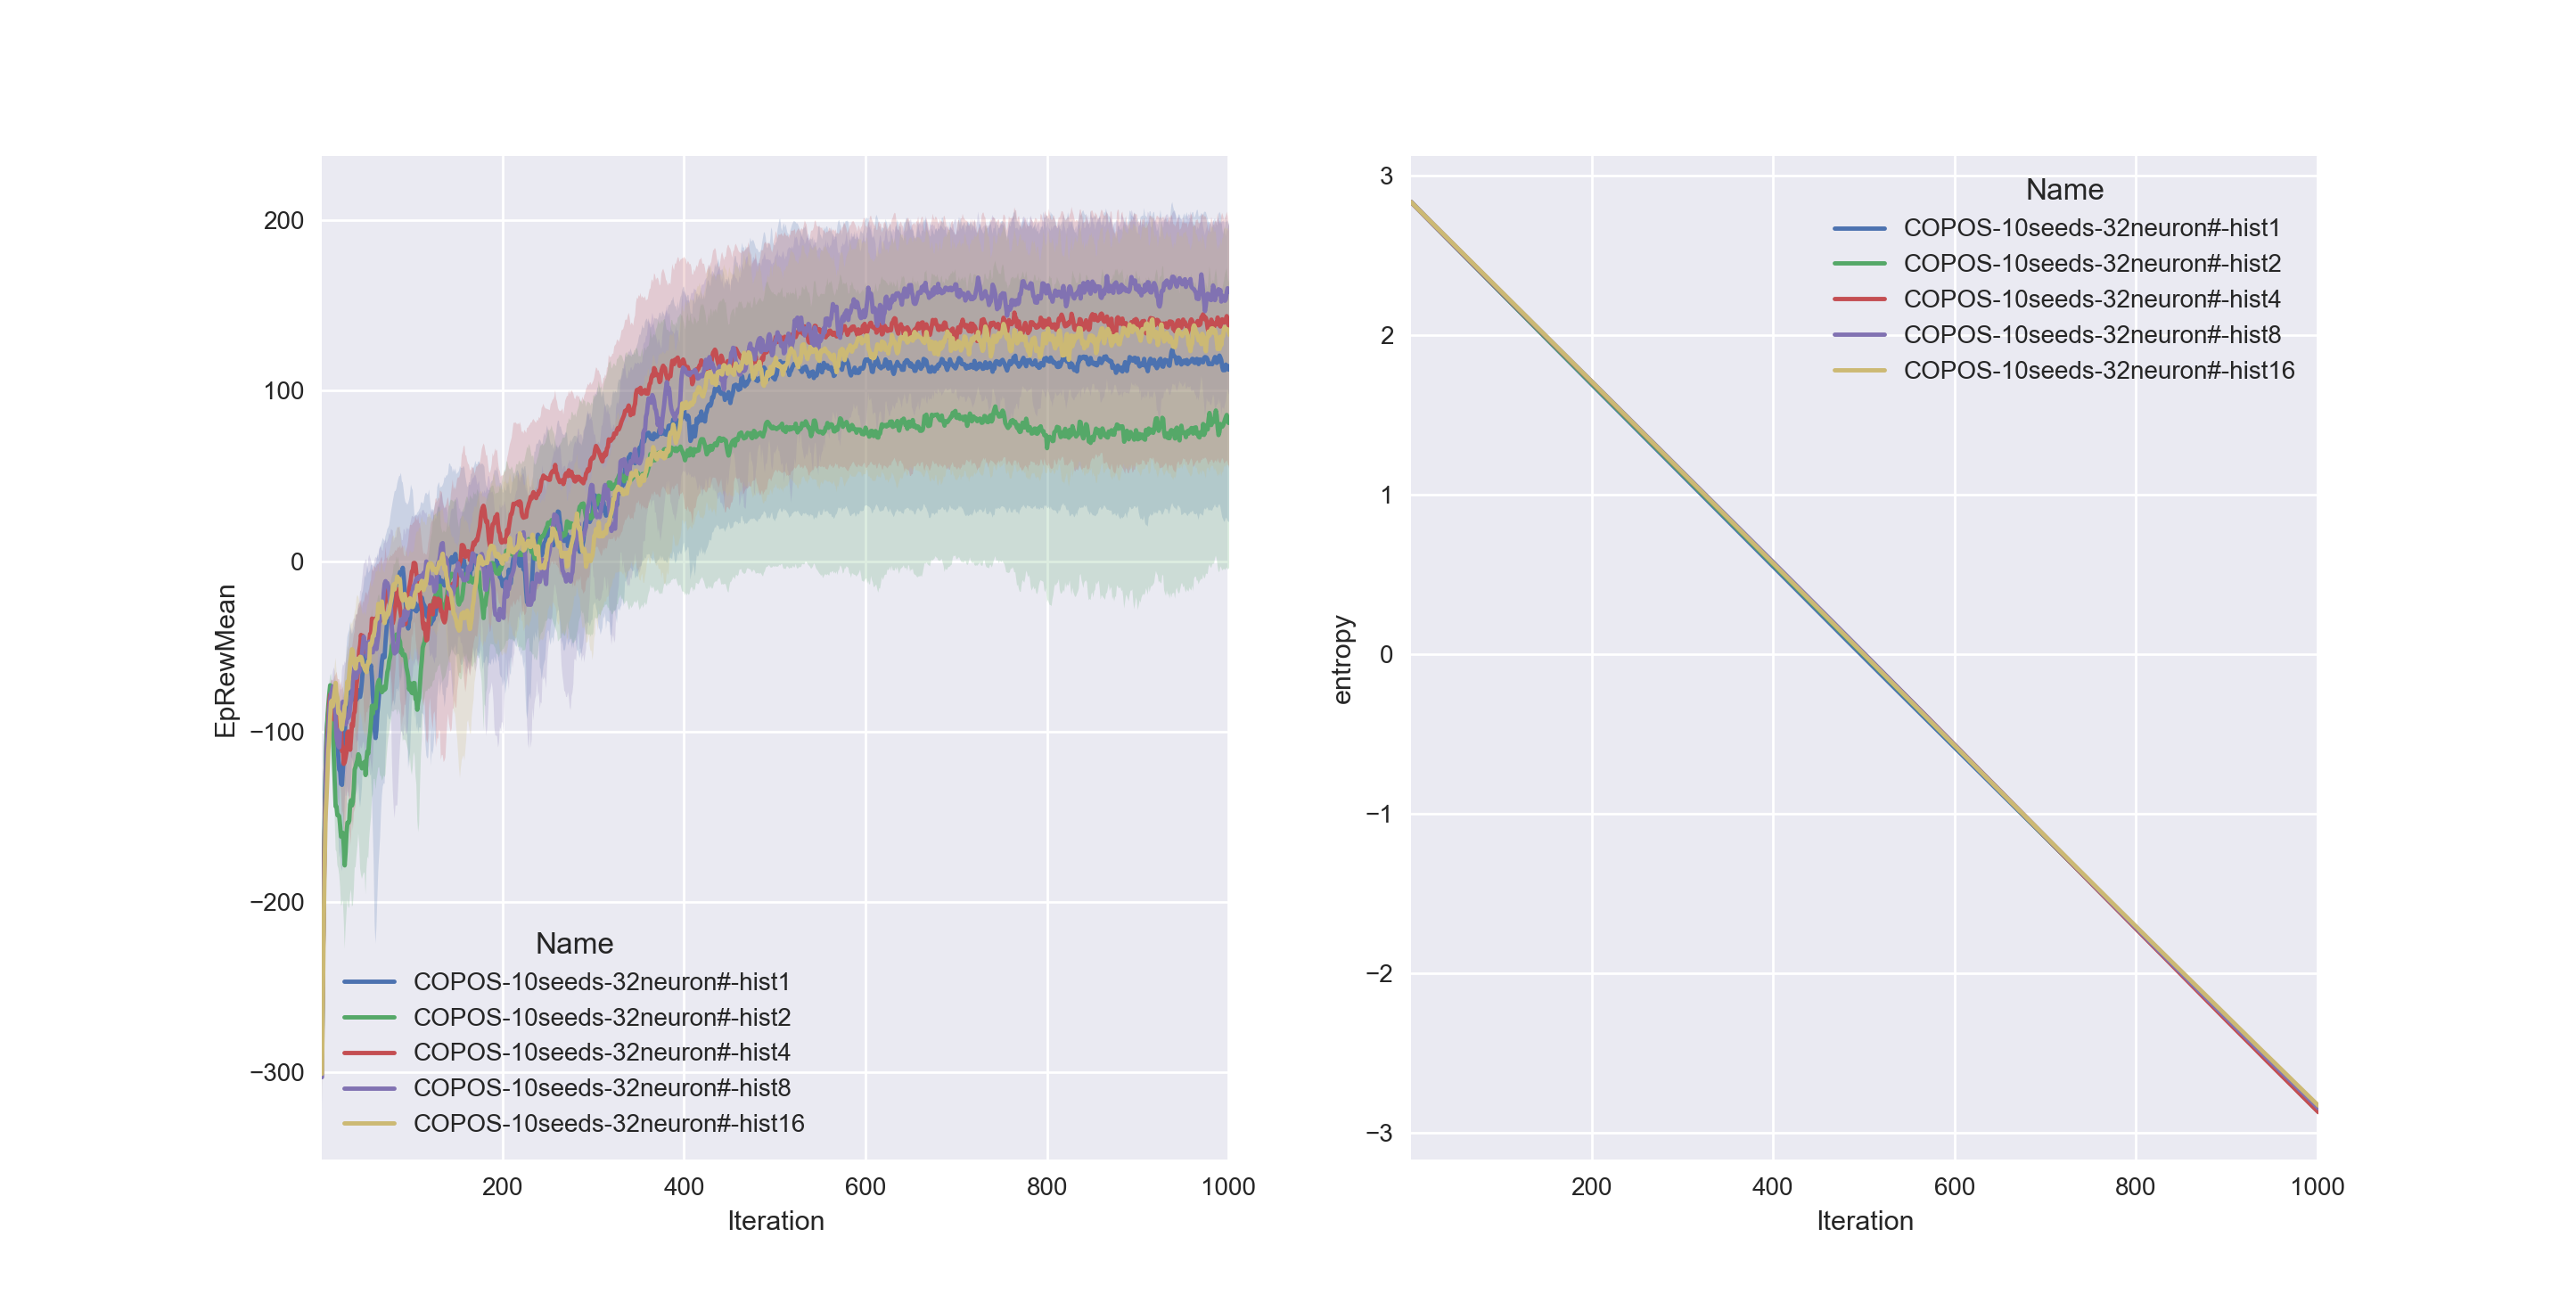 200
100
0
−100
−200
−300
EpRewMean
Name
COPOS-10seeds-32neuron#-hist1
COPOS-10seeds-32neuron#-hist2
COPOS-10seeds-32neuron#-hist4
COPOS-10seeds-32neuron#-hist8
COPOS-10seeds-32neuron#-hist16
200 400 600 800 1000
Iteration
3
2
1
0
−1
−2
−3
entropy
Name
COPOS-10seeds-32neuron#-hist1
COPOS-10seeds-32neuron#-hist2
COPOS-10seeds-32neuron#-hist4
COPOS-10seeds-32neuron#-hist8
COPOS-10seeds-32neuron#-hist16
200 400 600 800 1000
Iteration